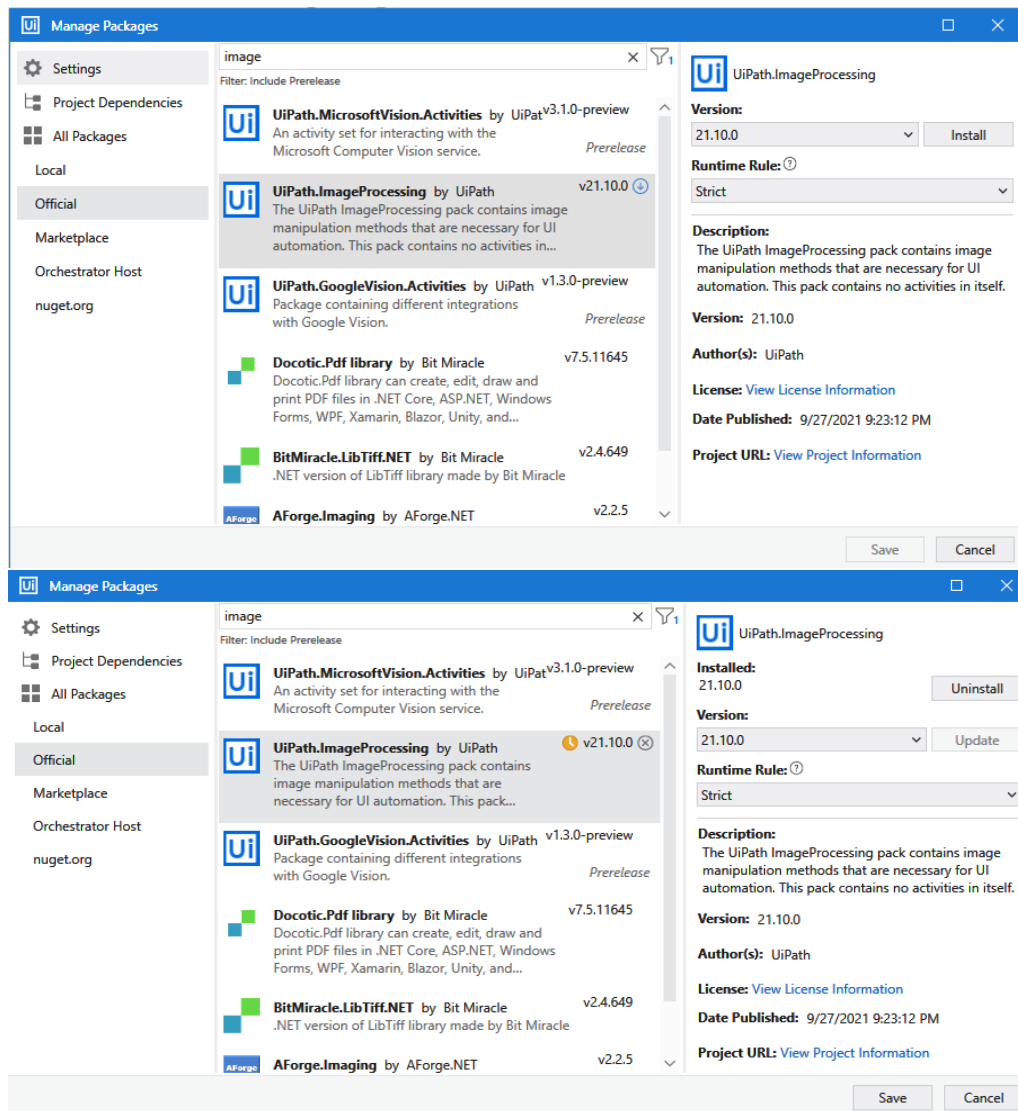 Ui Manage Packages
Settings
Project Dependencies
All Packages
Local
Official
Marketplace
Orchestrator Host
nuget.org
image
1
Filter: Include Prerelease
Ui
UiPath.MicrosoftVision.Activities by UiPat v3.1.0-preview
An activity set for interacting with the
Microsoft Computer Vision service.
Prerelease
Ui
UiPath.ImageProcessing by UiPath v21.10.0
The UiPath ImageProcessing pack contains image
manipulation methods that are necessary for UI
automation. This pack contains no activities in...
Ui
UiPath.GoogleVision.Activities by UiPath v1.3.0-preview
Package containing different integrations
with Google Vision.
Prerelease
Docotic.Pdf library by Bit Miracle v7.5.11645
Docotic.Pdf library can create, edit, draw and
print PDF files in .NET Core, ASP.NET, Windows
Forms, WPF, Xamarin, Blazor, Unity, and...
BitMiracle.LibTiff.NET by Bit Miracle v2.4.649
.NET version of LibTiff library made by Bit Miracle
AForge
AForge.Imaging by AForge.NET v2.2.5
Ui UiPath.ImageProcessing
Version:
21.10.0
Install
Runtime Rule: ?
Strict
Description:
The UiPath ImageProcessing pack contains image
manipulation methods that are necessary for UI
automation. This pack contains no activities in itself.
Version: 21.10.0
Author(s): UiPath
License: View License Information
Date Published: 9/27/2021 9:23:12 PM
Project URL: View Project Information
Save
Cancel
Ui Manage Packages
Settings
Project Dependencies
All Packages
Local
Official
Marketplace
Orchestrator Host
nuget.org
image
1
Filter: Include Prerelease
Ui
UiPath.MicrosoftVision.Activities by UiPat v3.1.0-preview
An activity set for interacting with the
Microsoft Computer Vision service.
Prerelease
Ui
UiPath.ImageProcessing by UiPath v21.10.0
The UiPath ImageProcessing pack contains
image manipulation methods that are
necessary for UI automation. This pack...
Ui
UiPath.GoogleVision.Activities by UiPath v1.3.0-preview
Package containing different integrations
with Google Vision.
Prerelease
Docotic.Pdf library by Bit Miracle v7.5.11645
Docotic.Pdf library can create, edit, draw and
print PDF files in .NET Core, ASP.NET, Windows
Forms, WPF, Xamarin, Blazor, Unity, and...
BitMiracle.LibTiff.NET by Bit Miracle v2.4.649
.NET version of LibTiff library made by Bit Miracle
AForge
AForge.Imaging by AForge.NET v2.2.5
Ui UiPath.ImageProcessing
Installed:
21.10.0
Uninstall
Version:
21.10.0
Update
Runtime Rule: ?
Strict
Description:
The UiPath ImageProcessing pack contains image
manipulation methods that are necessary for UI
automation. This pack contains no activities in itself.
Version: 21.10.0
Author(s): UiPath
License: View License Information
Date Published: 9/27/2021 9:23:12 PM
Project URL: View Project Information
Save
Cancel